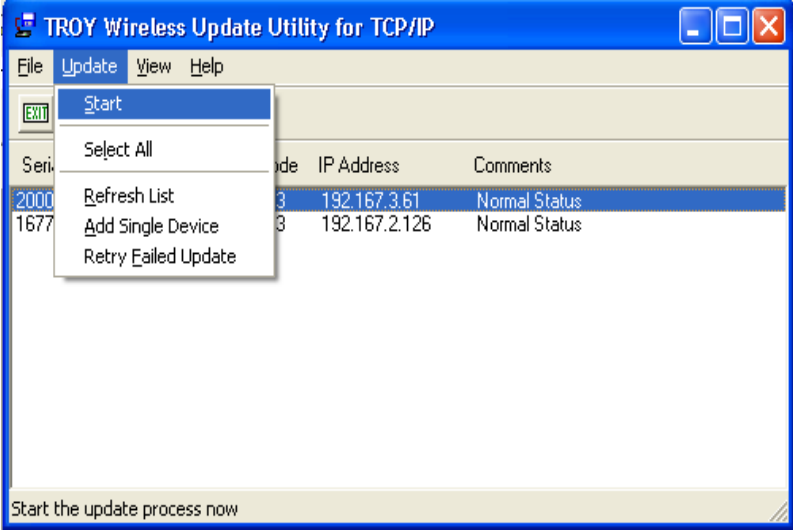 TROY Wireless Update Utility for TCP/IP
File Update View Help
Start
EXIT
Select All
IP Address Comments
Refresh List
192.167.3.61 Normal Status
Add Single Device
192.167.2.126 Normal Status
Retry Failed Update
Start the update process now